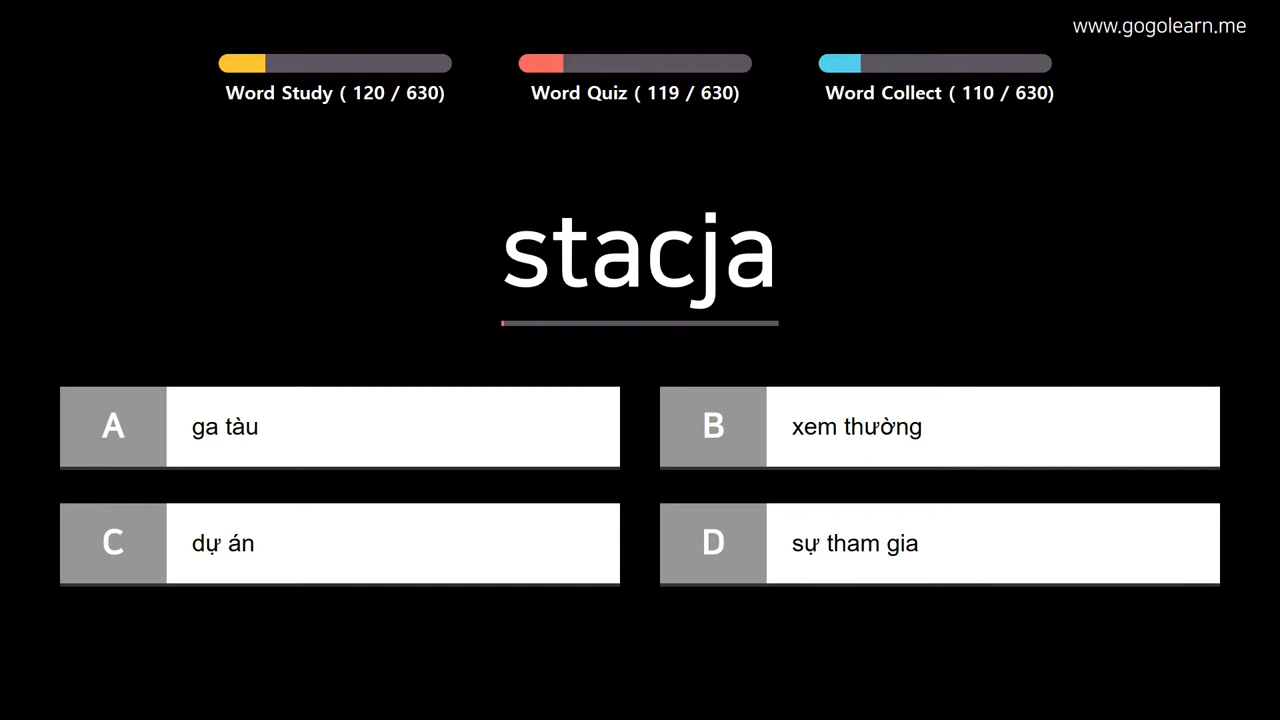 www.gogolearn.me
Word Study ( 120 / 630)
Word Quiz ( 119 / 630)
Word Collect ( 110 / 630)
stacja
A ga tàu
B xem thường
C dự án
D sự tham gia